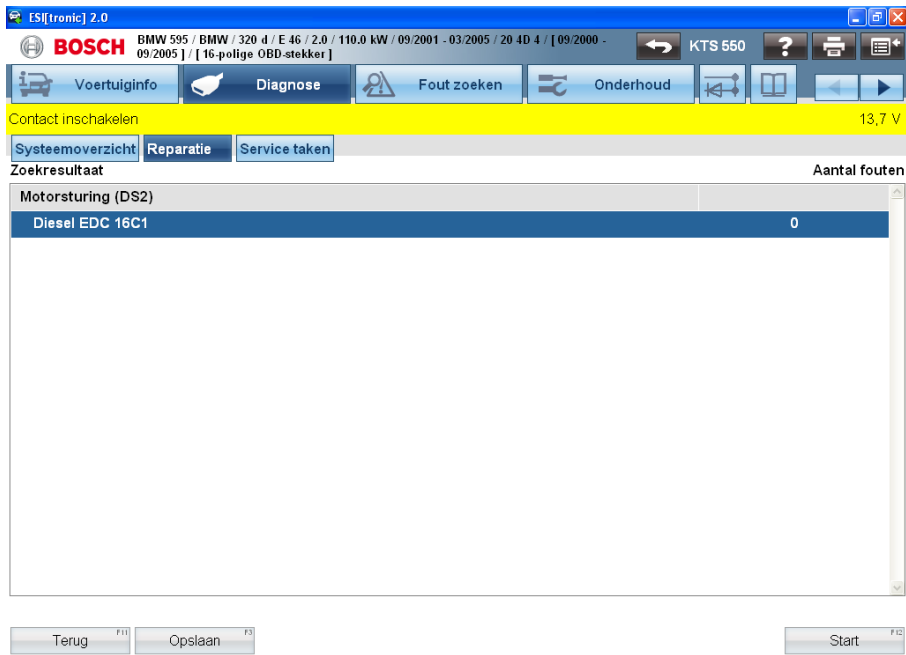 ESI[tronic] 2.0
BOSCH
BMW 595 / BMW / 320 d / E 46 / 2.0 / 110.0 kW / 09/2001 - 03/2005 / 20 4D 4 / [ 09/2000 -
09/2005 ] / [ 16-polige OBD-stekker ]
KTS 550
?
Voertuiginfo
Diagnose
Fout zoeken
Onderhoud
Contact inschakelen
13,7 V
Systeemoverzicht
Reparatie
Service taken
Zoekresultaat
Aantal fouten
Motorsturing (DS2)
Diesel EDC 16C1
0
Terug F11
Opslaan F3
Start F12